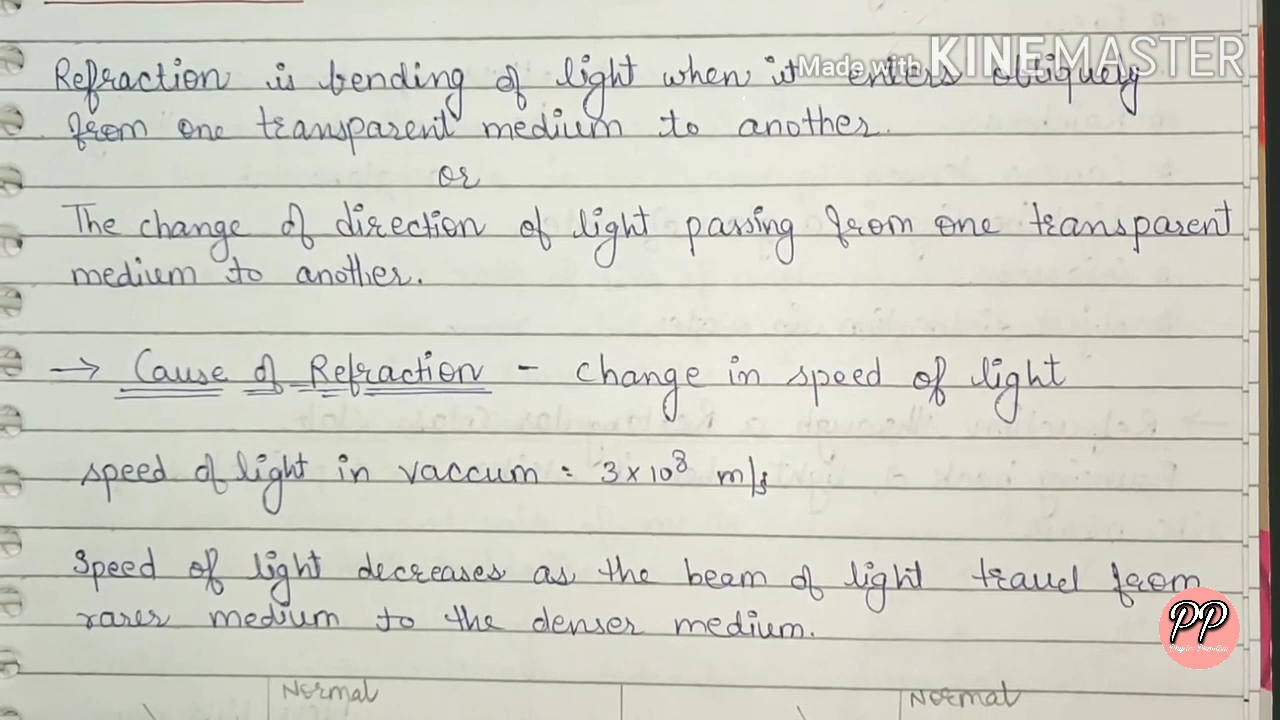 Made with KINEMASTER
Refraction is bending of light when it enters obliquely
from one transparent medium to another.
or
The change of direction of light passing from one transparent
medium to another.
→ Cause of Refraction - change in speed of light
speed of light in vaccum = 3 × 10⁸ m/s
Speed of light decreases as the beam of light travel from
rarer medium to the denser medium.
PP
Normal Normal